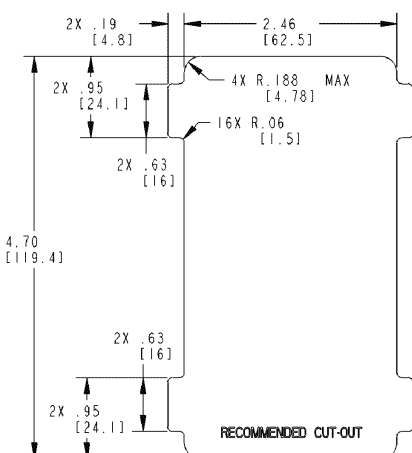 2X .19
[4.8]
2.46
[62.5]
4X R.188 MAX
[4.78]
2X .95
[24.1]
16X R.06
[1.5]
2X .63
[16]
4.70
[119.4]
2X .63
[16]
2X .95
[24.1]
RECOMMENDED CUT-OUT